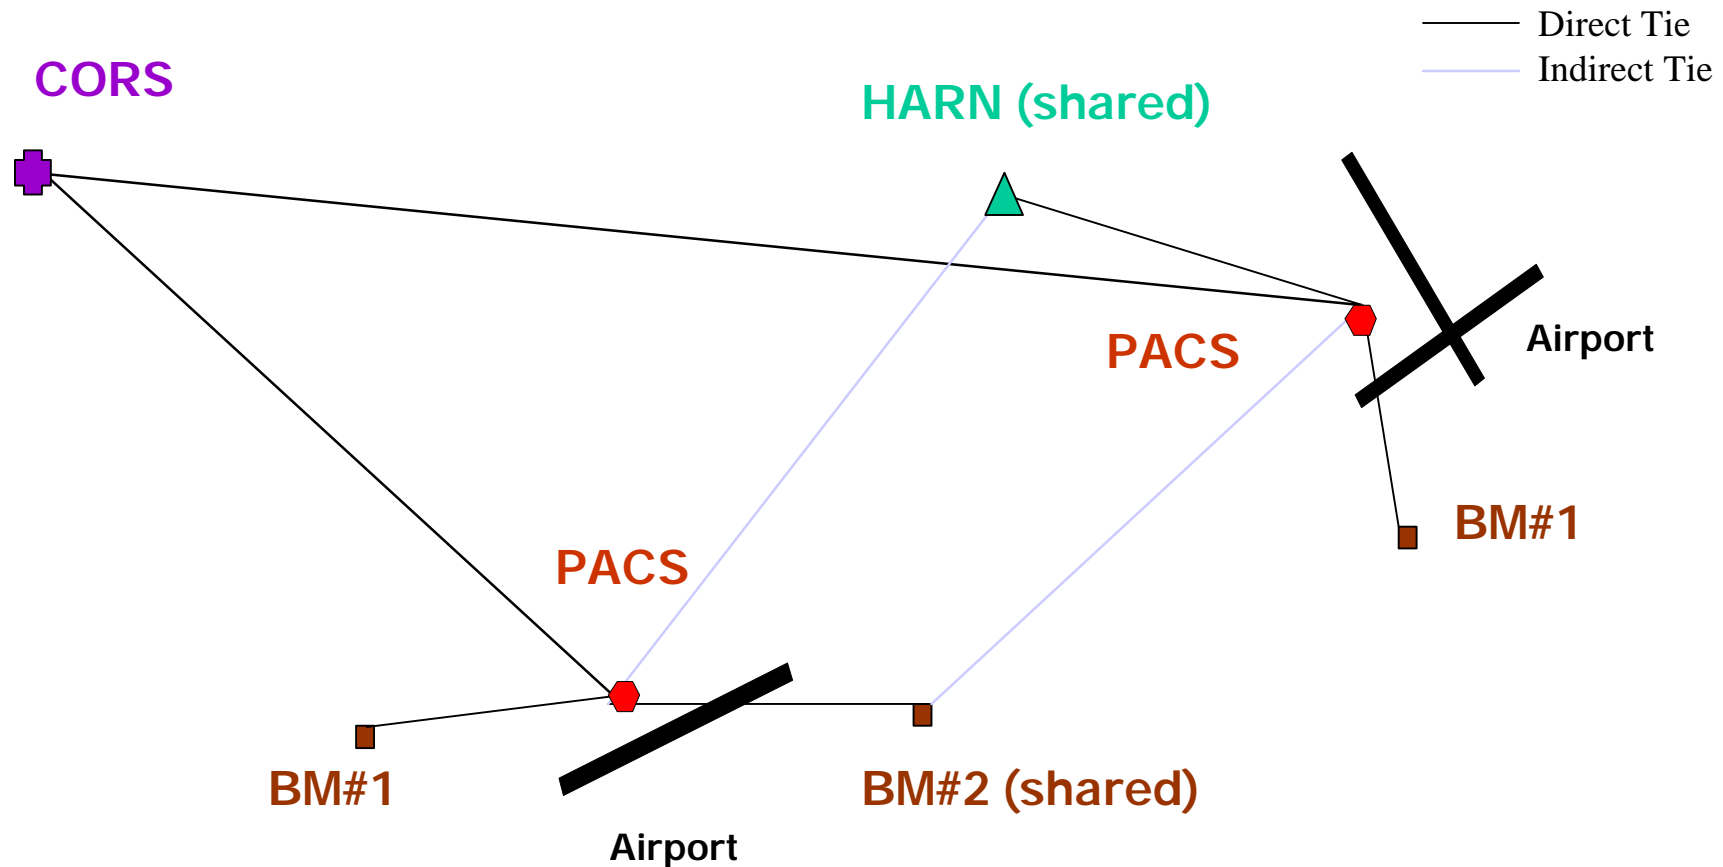 Direct Tie
Indirect Tie
CORS
HARN (shared)
Airport
PACS
BM#1
PACS
BM#1
BM#2 (shared)
Airport